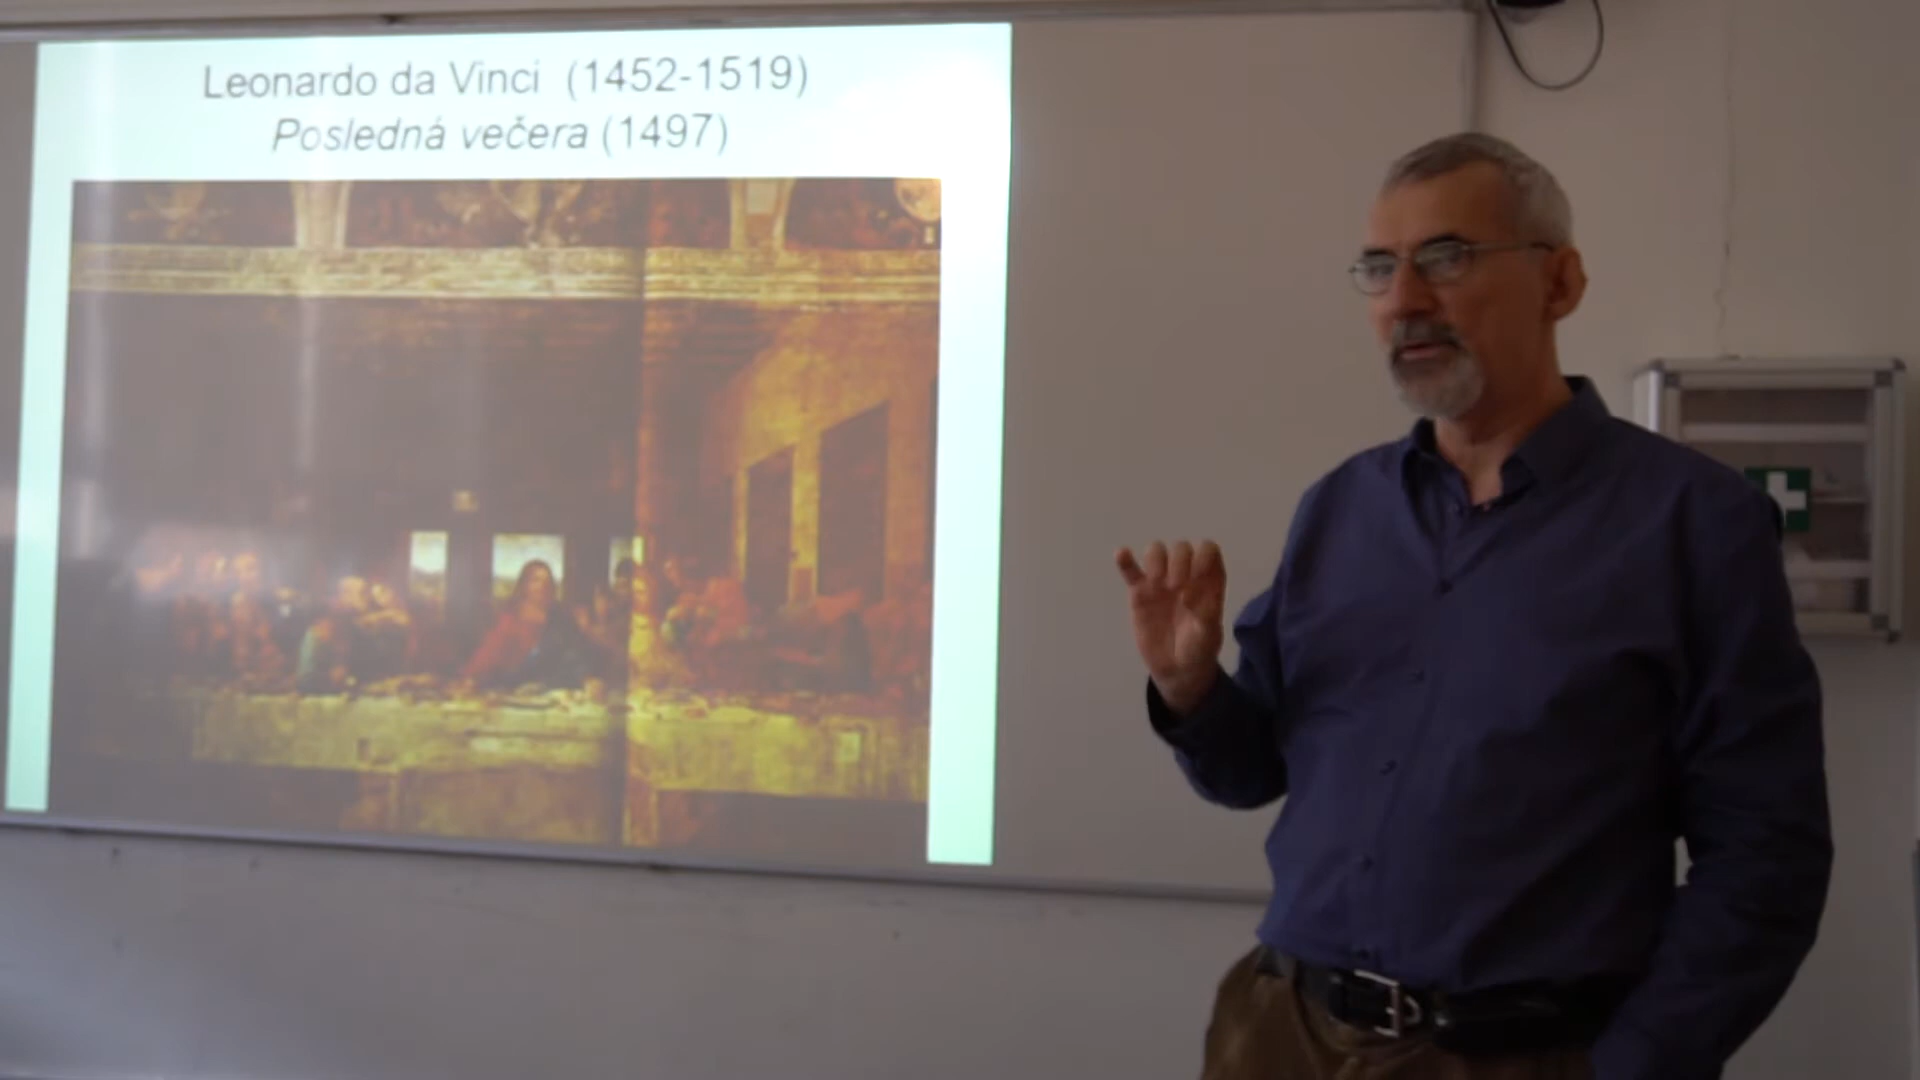 Leonardo da Vinci (1452-1519)
Posledná večera (1497)